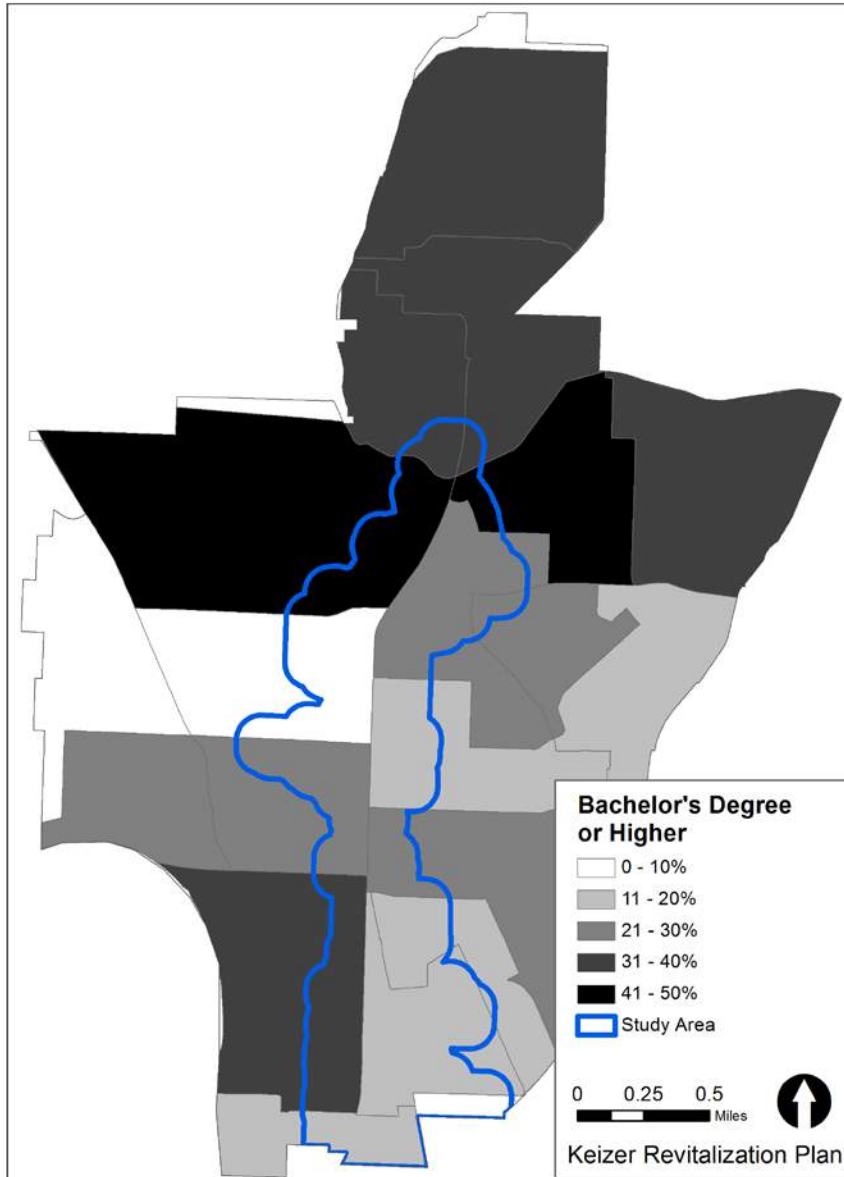 Bachelor's Degree
or Higher
0 - 10%
11 - 20%
21 - 30%
31 - 40%
41 - 50%
Study Area
0 0.25 0.5
Miles
Keizer Revitalization Plan